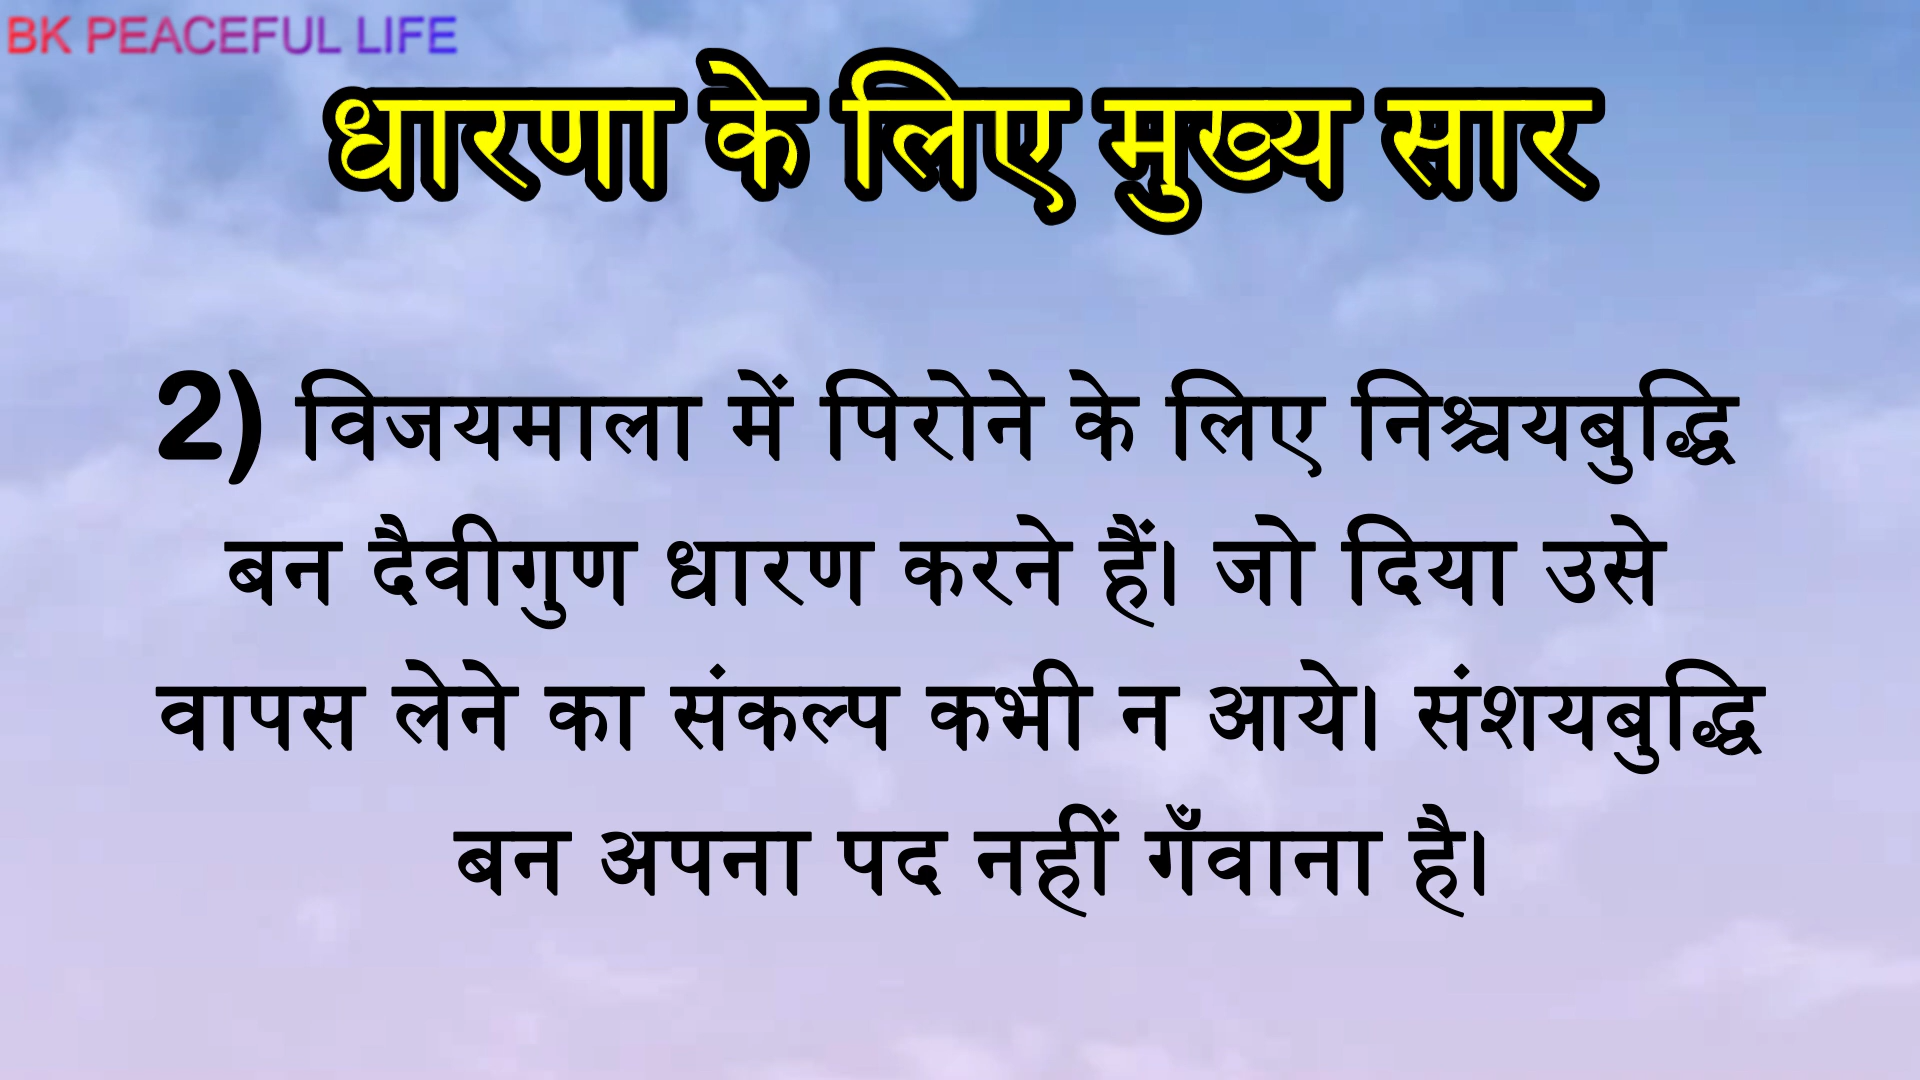 BK PEACEFUL LIFE
धारणा के लिए मुख्य सार
2) विजयमाला में पिरोने के लिए निश्चयबुद्धि
बन दैवीगुण धारण करने हैं। जो दिया उसे
वापस लेने का संकल्प कभी न आये। संशयबुद्धि
बन अपना पद नहीं गँवाना है।